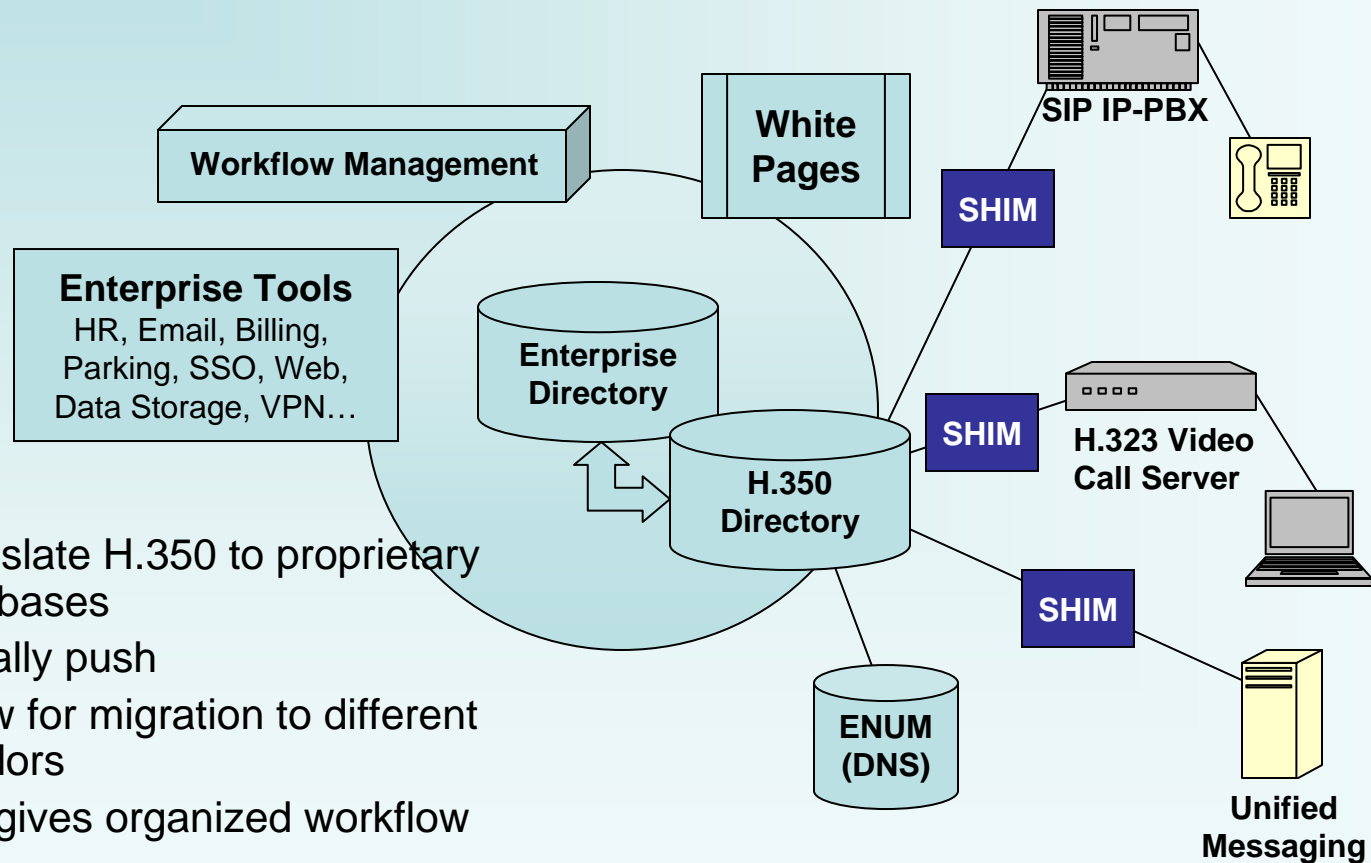 SIP IP-PBX
White
Pages
Workflow Management
SHIM
Enterprise Tools
HR, Email, Billing,
Parking, SSO, Web,
Data Storage, VPN…
Enterprise
Directory
SHIM
H.323 Video
Call Server
H.350
Directory
slate H.350 to proprietary
bases
ally push
w for migration to different
dors
gives organized workflow
SHIM
ENUM
(DNS)
Unified
Messaging